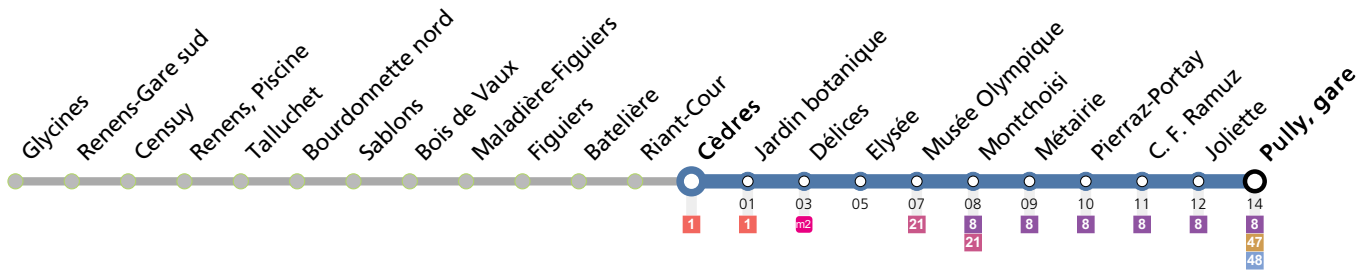 Glycines
Renens-Gare sud
Censuy
Renens, Piscine
Talluchet
Bourdonnette nord
Sablons
Bois de Vaux
Maladière-Figuiers
Figuiers
Batelière
Riant-Cour
Cèdres
Jardin botanique
Délices
Elysée
Musée Olympique
Montchoisi
Métairie
Pierraz-Portay
C. F. Ramuz
Joliette
Pully, gare
01 03 05 07 08 09 10 11 12 14
1 1 m2 21 8 8 8 8 8 8
21 47
48